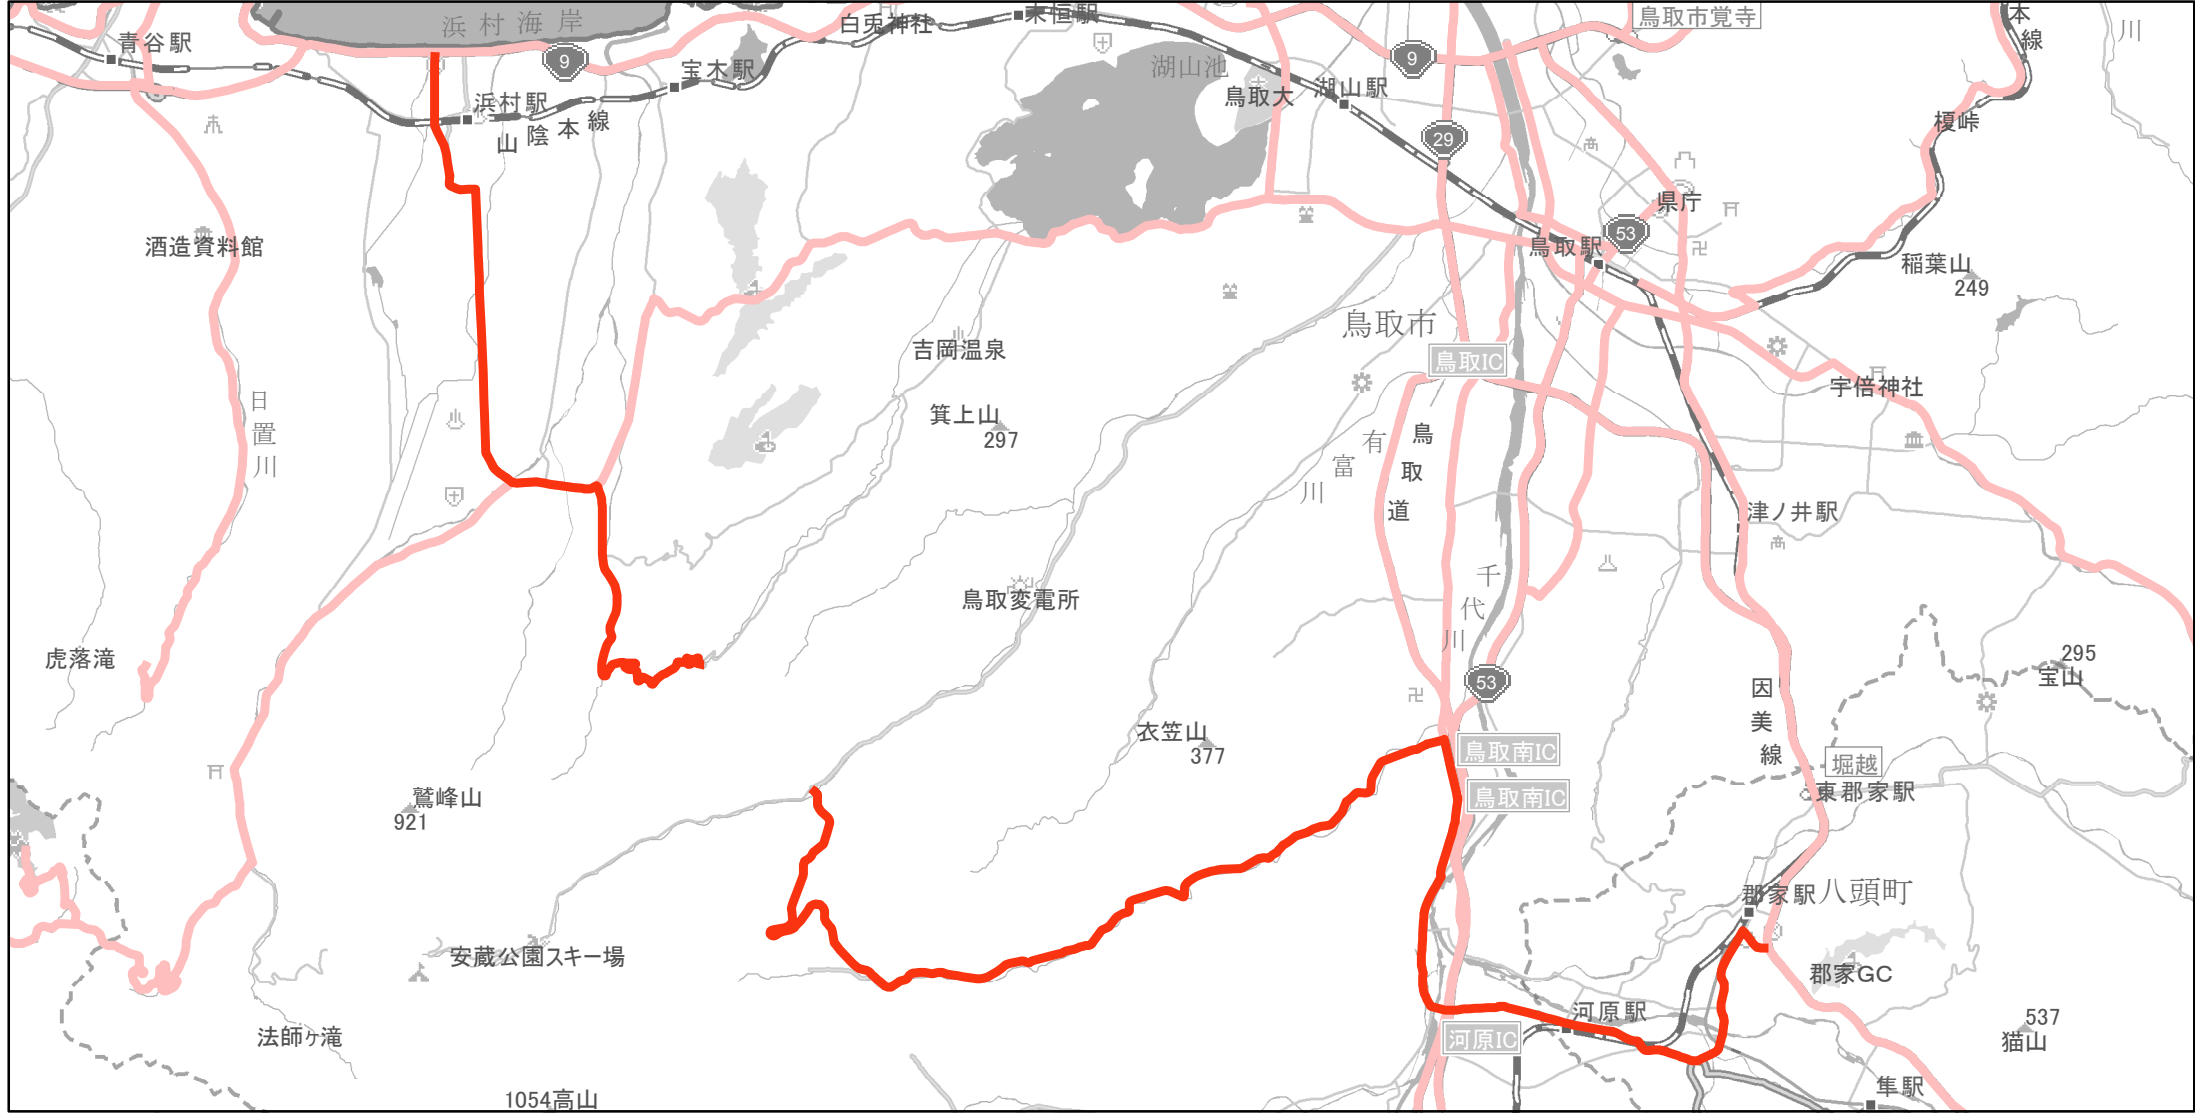 浜村海岸
青谷駅
9
白兎神社
末恒駅
鳥取市覚寺
本線
川
宝木駅
湖山池
9
浜村駅
山陰本線
鳥取大
湖山駅
29
榎峠
県庁
53
酒造資料館
鳥取駅
稲葉山
249
鳥取市
吉岡温泉
鳥取IC
宇倍神社
日置川
箕上山
297
有富川
鳥取道
津ノ井駅
鳥取変電所
千代川
虎落滝
53
295
宝山
因美線
衣笠山
377
鳥取南IC
堀越
鷲峰山
921
鳥取南IC
東郡家駅
郡家駅
八頭町
安蔵公園スキー場
郡家GC
法師ヶ滝
河原駅
河原IC
537
猫山
隼駅
1054高山